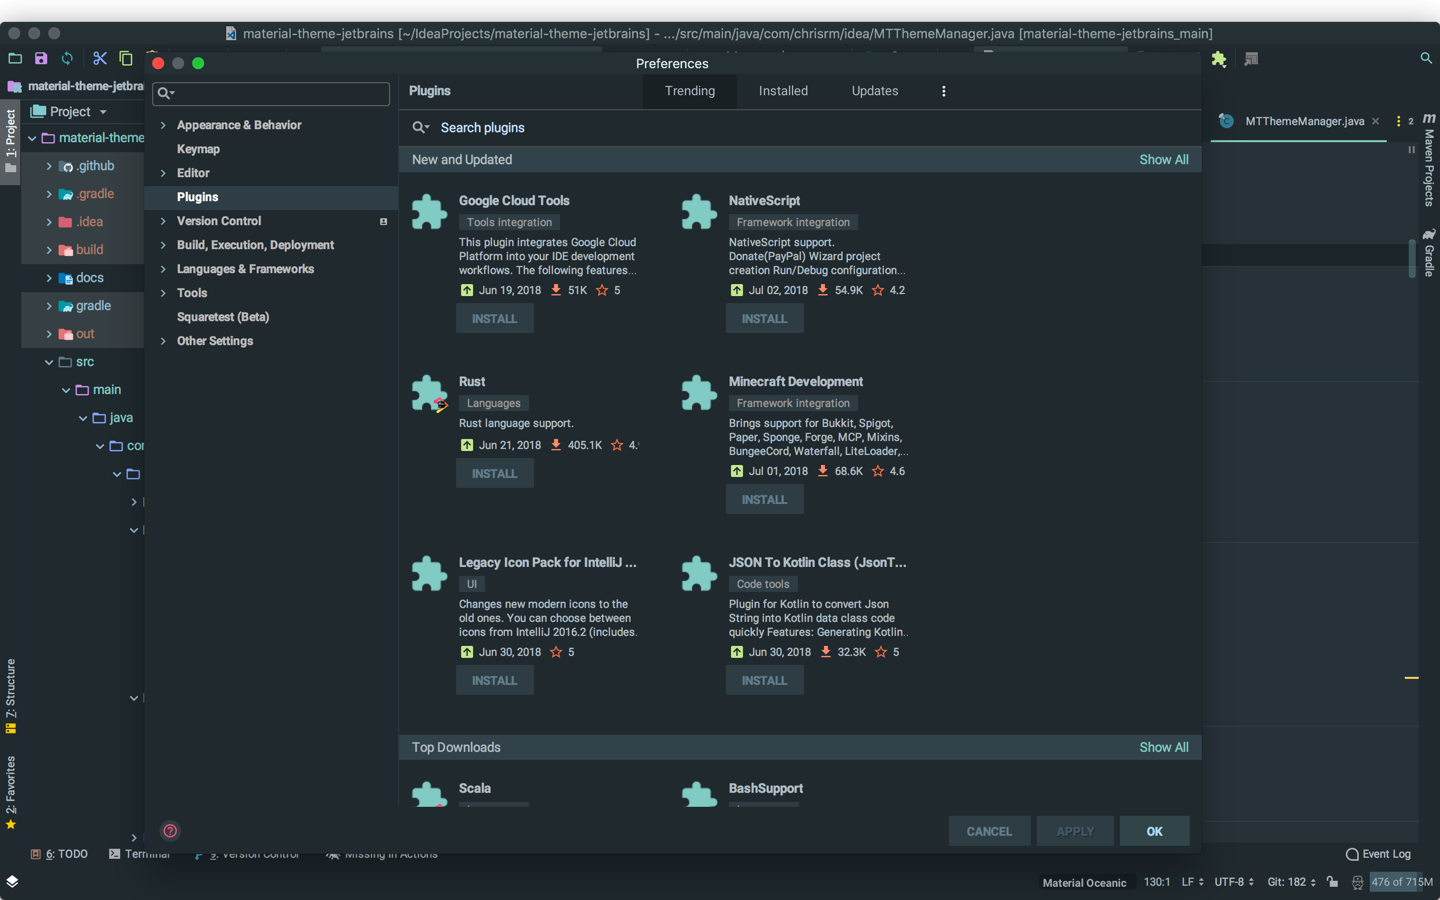 material-theme-jetbrains [~/IdeaProjects/material-theme-jetbrains] - .../src/main/java/com/chrisrm/idea/MTThemeManager.java [material-theme-jetbrains_main]
Preferences
material-theme-jetbra
Project
1: Project
material-theme
.github
.gradle
.idea
build
docs
gradle
out
src
main
java
cor
7: Structure
2: Favorites
Appearance & Behavior
Keymap
Editor
Plugins
Version Control
Build, Execution, Deployment
Languages & Frameworks
Tools
Squaretest (Beta)
Other Settings
Plugins
Trending
Installed
Updates
Search plugins
New and Updated
Show All
Google Cloud Tools
Tools integration
This plugin integrates Google Cloud
Platform into your IDE development
workflows. The following features...
Jun 19, 2018 51K 5
INSTALL
NativeScript
Framework integration
NativeScript support.
Donate(PayPal) Wizard project
creation Run/Debug configuration...
Jul 02, 2018 54.9K 4.2
INSTALL
Rust
Languages
Rust language support.
Jun 21, 2018 405.1K 4.
INSTALL
Minecraft Development
Framework integration
Brings support for Bukkit, Spigot,
Paper, Sponge, Forge, MCP, Mixins,
BungeeCord, Waterfall, LiteLoader,...
Jul 01, 2018 68.6K 4.6
INSTALL
Legacy Icon Pack for IntelliJ ...
UI
Changes new modern icons to the
old ones. You can choose between
icons from IntelliJ 2016.2 (includes.
Jun 30, 2018 5
INSTALL
JSON To Kotlin Class (JsonT...
Code tools
Plugin for Kotlin to convert Json
String into Kotlin data class code
quickly Features: Generating Kotlin..
Jun 30, 2018 32.3K 5
INSTALL
Top Downloads
Show All
Scala
BashSupport
CANCEL
APPLY
OK
MTThemeManager.java
2
m
Maven Projects
Gradle
6: TODO
Terminal
9: Version Control
Missing In Actions
Event Log
Material Oceanic
130:1
LF
UTF-8
Git: 182
476 of 715M